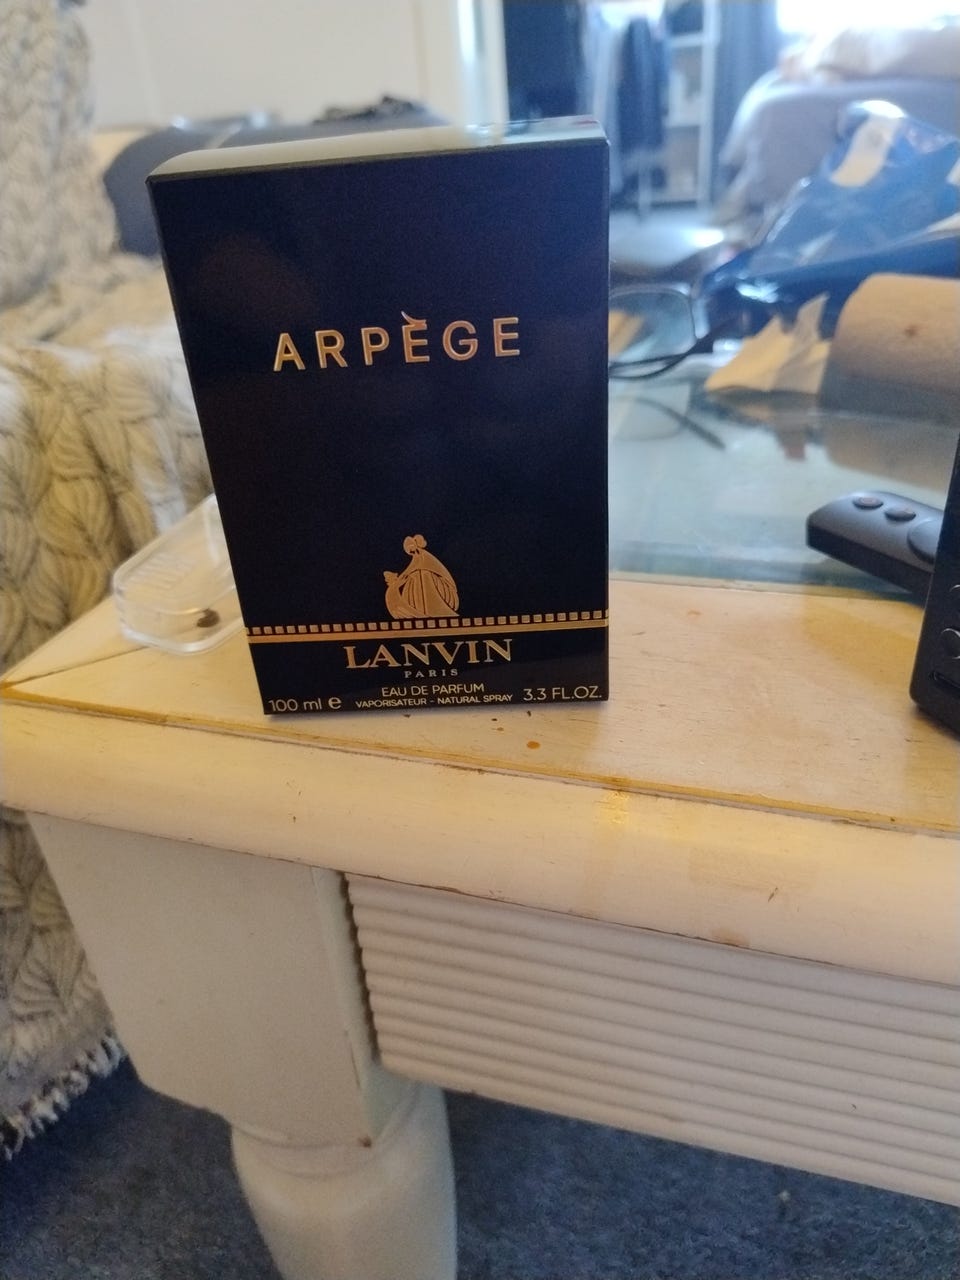 ARPÈGE
LANVIN
PARIS
100 ml e EAU DE PARFUM 3.3 FL.OZ.
VAPORISATEUR - NATURAL SPRAY